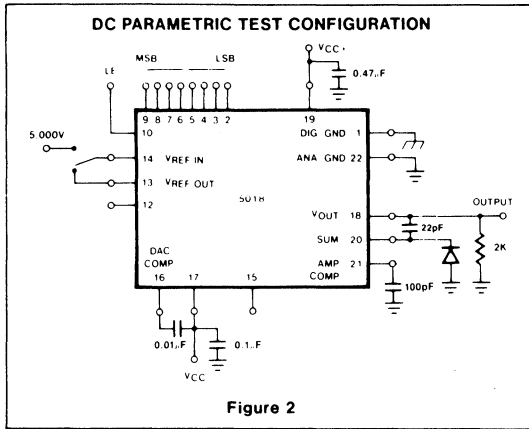 DC PARAMETRIC TEST CONFIGURATION
MSB LSB
LE
VCC+
0.47µF
9 8 7 6 5 4 3 2
19
10
DIG GND 1
5.000V
14 VREF IN
ANA GND 22
13 VREF OUT
5018
12
VOUT 18
OUTPUT
22pF
SUM 20
2K
DAC
COMP
AMP
COMP 21
16 17 15
100pF
0.01µF
0.1µF
VCC
Figure 2